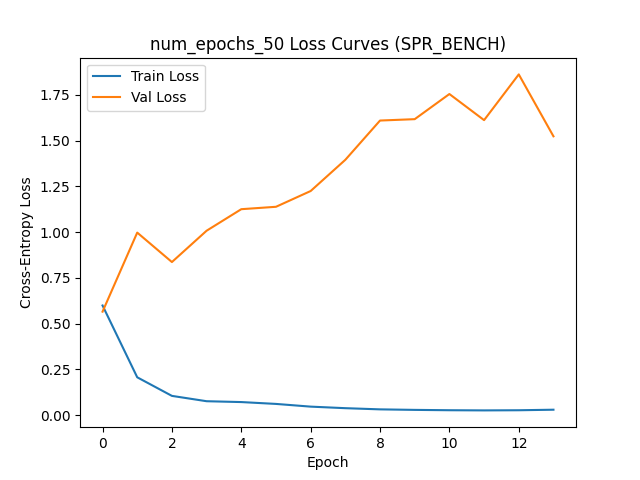 num_epochs_50 Loss Curves (SPR_BENCH)
Train Loss
Val Loss
1.75
1.50
1.25
1.00
0.75
0.50
0.25
0.00
Cross-Entropy Loss
0 2 4 6 8 10 12
Epoch